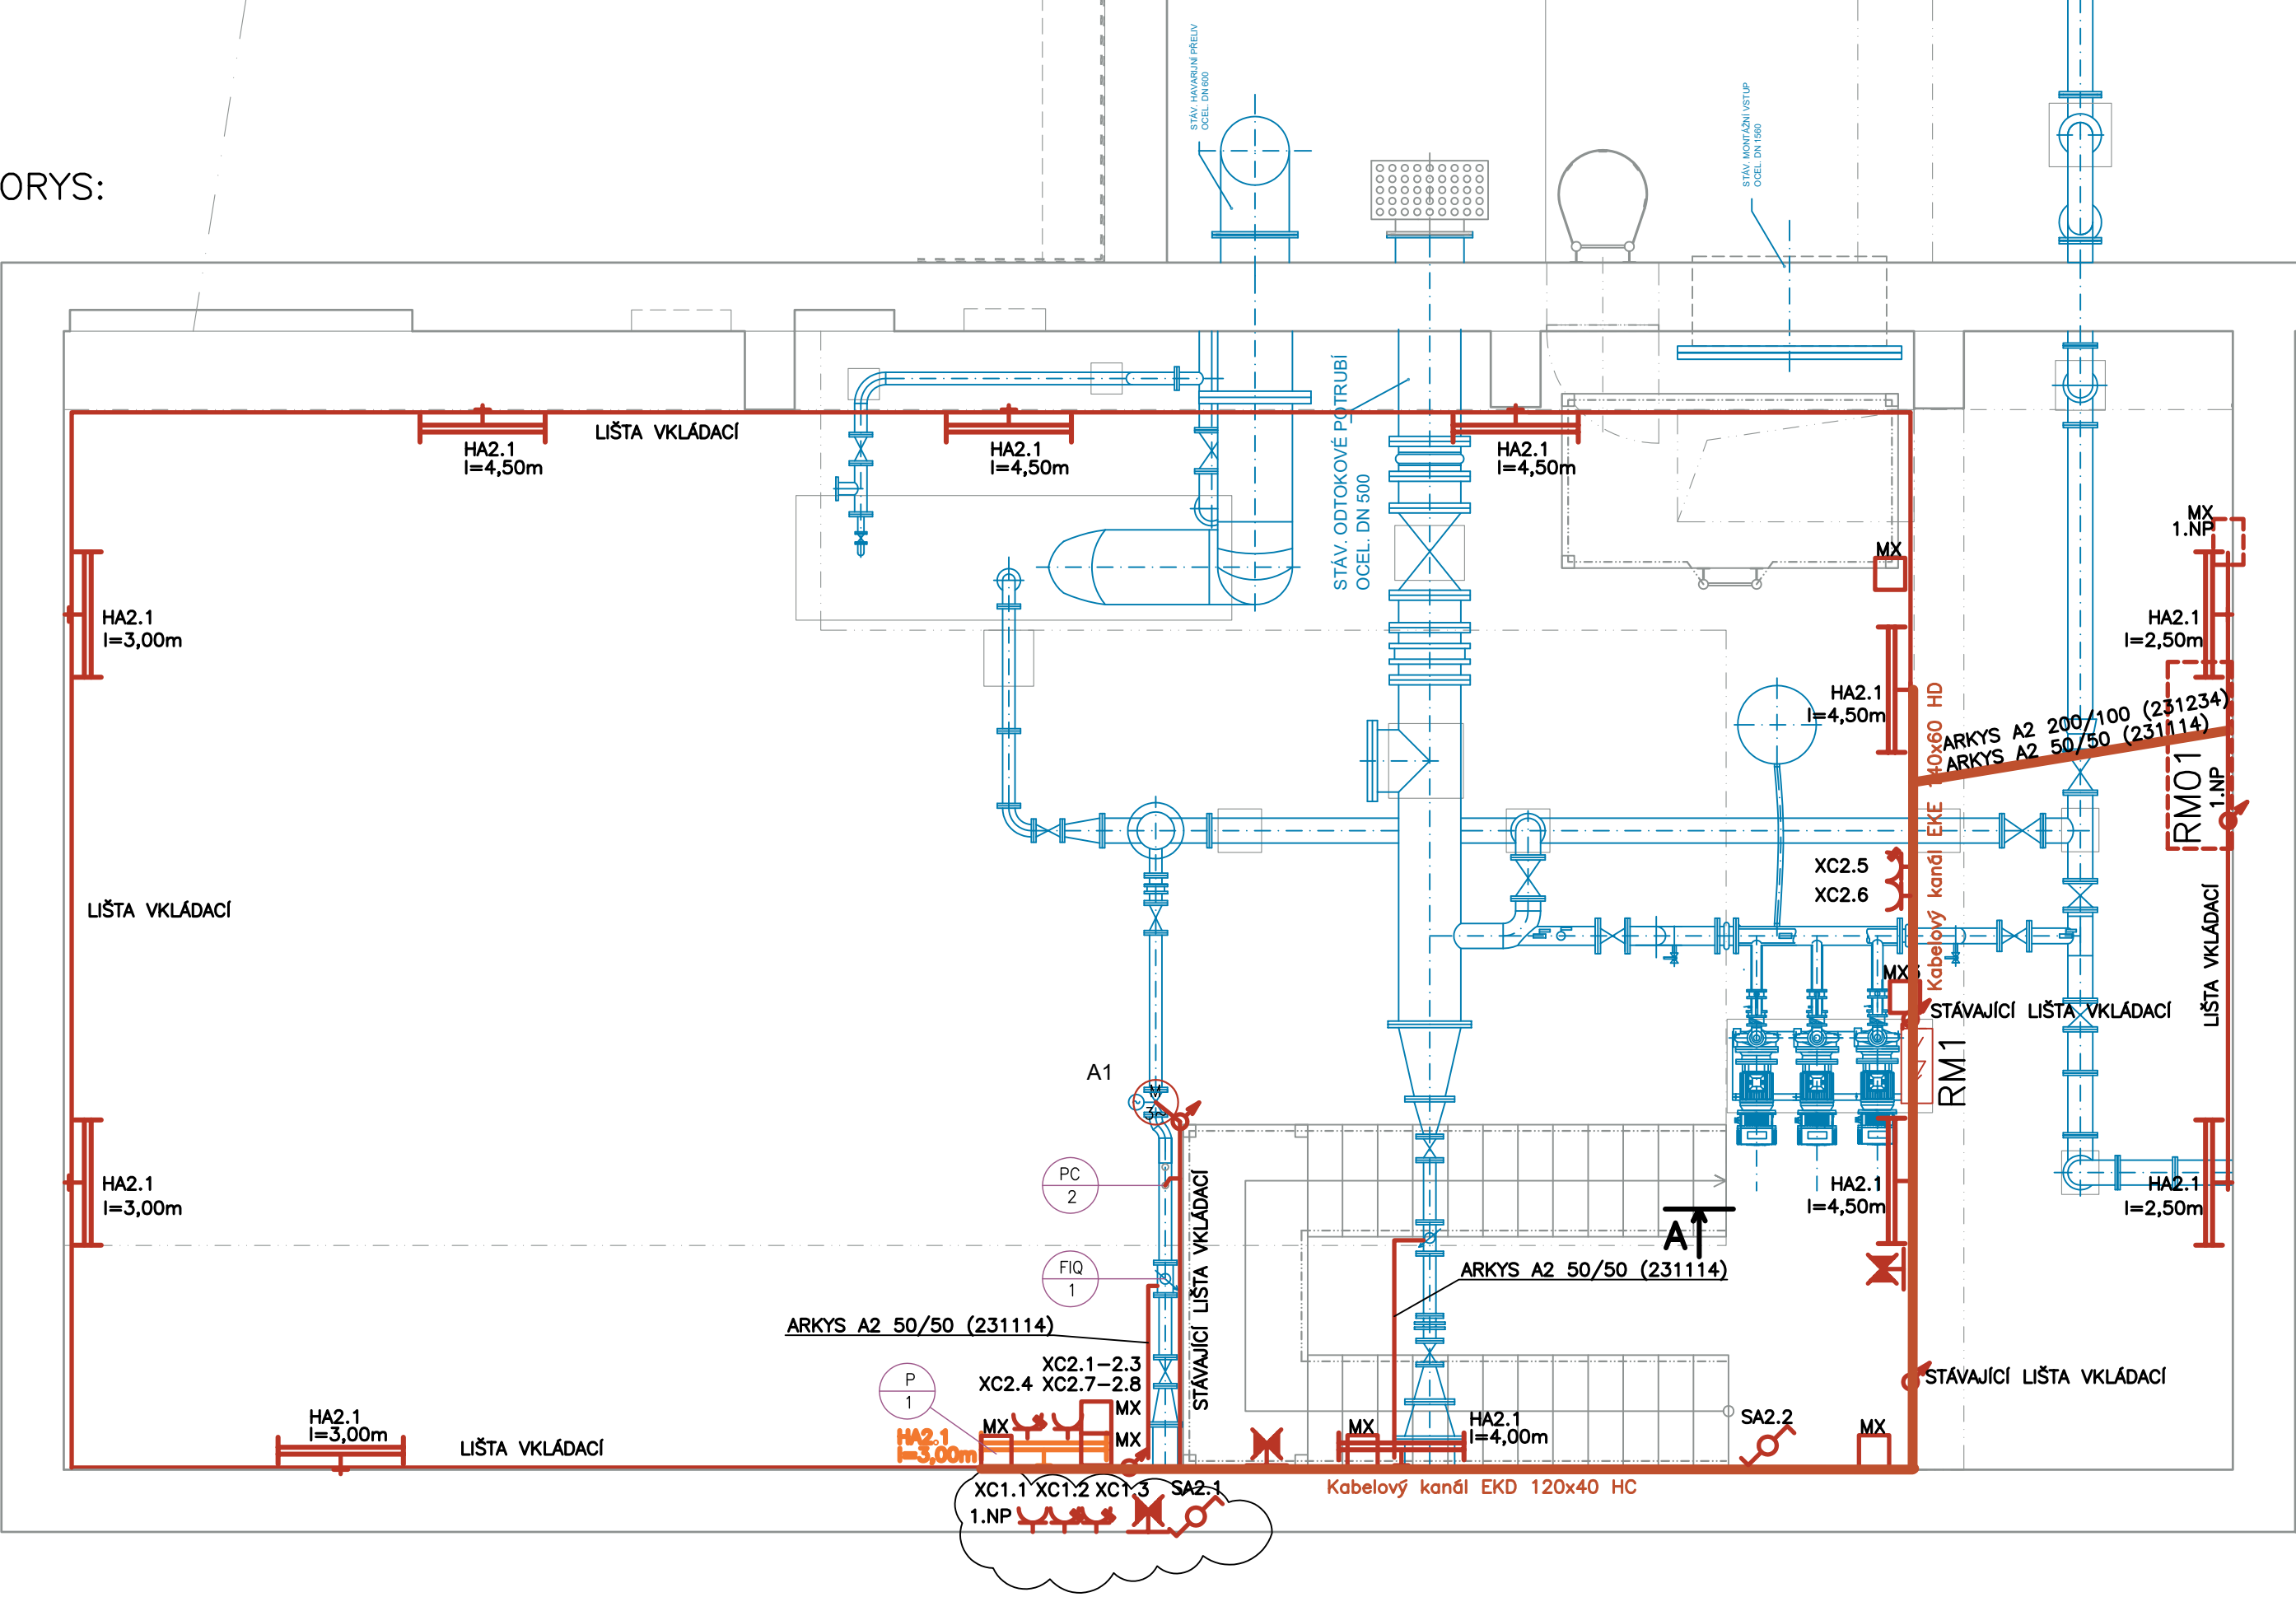 STÁV. HAVARIJNÍ PŘELIV
OCEL. DN 600
STÁV. MONTÁŽNÍ VSTUP
OCEL. DN 1560
ORYS:
HA2.1
l=4,50m
LIŠTA VKLÁDACÍ
HA2.1
l=4,50m
STÁV. ODTOKOVÉ POTRUBÍ
OCEL. DN 500
HA2.1
l=4,50m
MX
1.NP
MX
HA2.1
l=3,00m
HA2.1
l=2,50m
HA2.1
l=4,50m
Kabelový kanál EKE 140x60 HD
ARKYS A2 200/100 (231234)
ARKYS A2 50/50 (231114)
RM01
1.NP
XC2.5
XC2.6
LIŠTA VKLÁDACÍ
LIŠTA VKLÁDACÍ
STÁVAJÍCÍ LIŠTA VKLÁDACÍ
RM1
A1
M
PC
2
STÁVAJÍCÍ LIŠTA VKLÁDACÍ
HA2.1
l=3,00m
HA2.1
l=4,50m
HA2.1
l=2,50m
A
FIQ
1
ARKYS A2 50/50 (231114)
ARKYS A2 50/50 (231114)
XC2.1-2.3
XC2.4 XC2.7-2.8
P
1
STÁVAJÍCÍ LIŠTA VKLÁDACÍ
HA2.1
l=3,00m
LIŠTA VKLÁDACÍ
HA2.1
l=3,00m
MX
MX
MX
MX
HA2.1
l=4,00m
SA2.2
MX
Kabelový kanál EKD 120x40 HC
XC1.1 XC1.2 XC1.3 SA2.1
1.NP